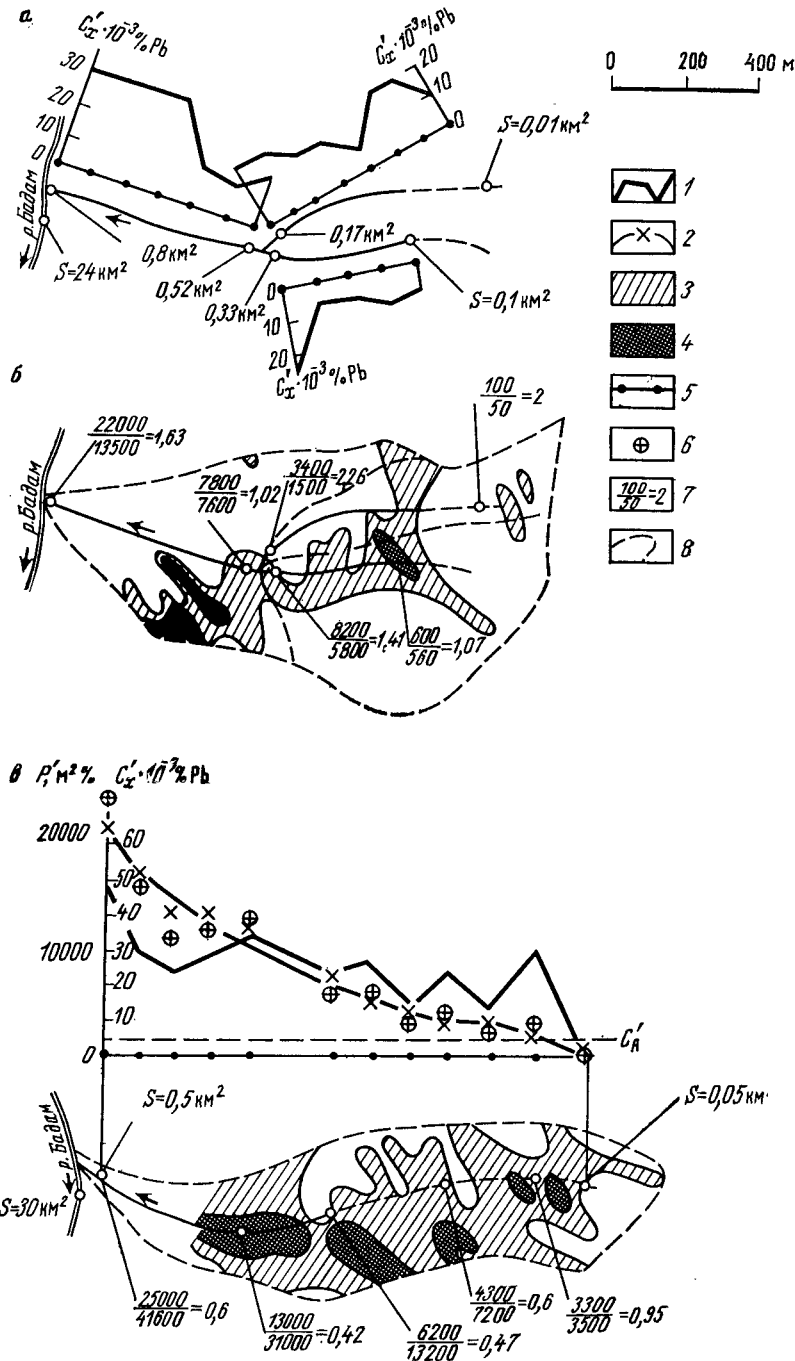 а
C'x·10⁻³% Pb
30
20
10
0
C'x·10⁻³% Pb
20
10
0
0 200 400 м
S=0,01км²
р. Бадам
0,17км²
0,8км²
S=24км²
0,52км²
0,33км²
S=0,1км²
0
10
20
C'x·10⁻³% Pb
1
2
3
4
5
6
100/50=2 7
8
б
100/50=2
22000/13500=1,63
7800/7600=1,02
3400/1500=2,26
р. Бадам
8200/5800=1,41
600/560=1,07
в P,'м²% C'x·10⁻³% Pb
20000
60
50
40
10000
30
20
10
0
C'A
S=0,5км²
S=0,05км
р. Бадам
S=30км²
25000/41600=0,6
13000/31000=0,42
6200/13200=0,47
4300/7200=0,6
3300/3500=0,95